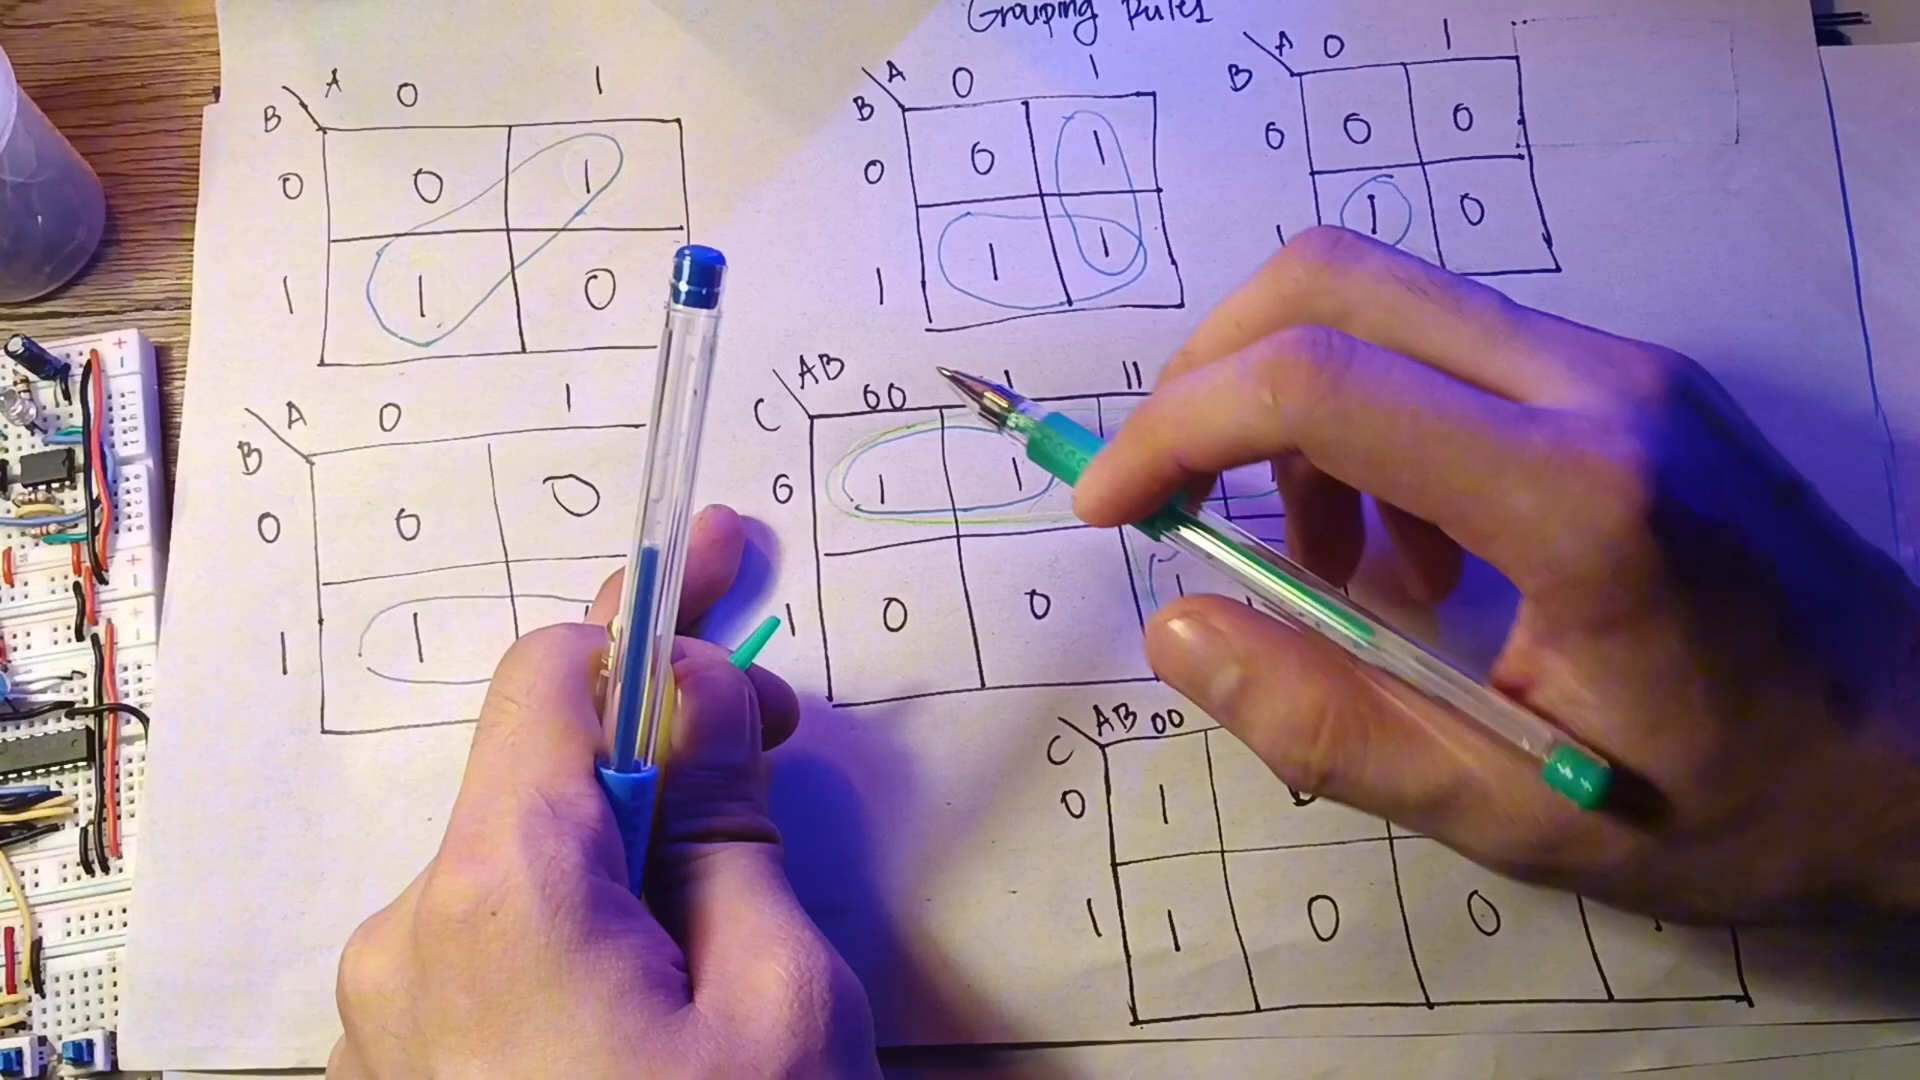 Grouping Rules
A 0 1
B
0 0 1
1 1 0
A 0 1
B
0 0 1
1 1 1
A 0 1
B
0 0 0
1 0
A 0 1
B
0 0 0
1 1
AB 00 11
C
0 1 1
1 0 0
AB 00
C
0 1
1 1 0 0